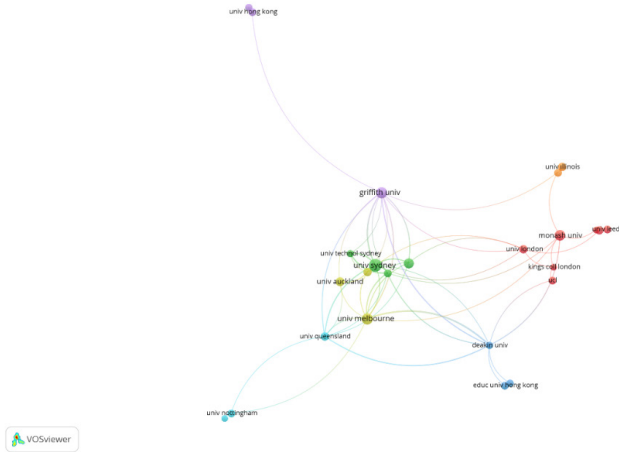 univ hong kong
univ illinois
griffith univ
univ leed
monash univ
univ technol sydney
univ london
univ sydney
kings coll london
univ auckland
ucl
univ melbourne
univ queensland
deakin univ
educ univ hong kong
univ nottingham
VOSviewer